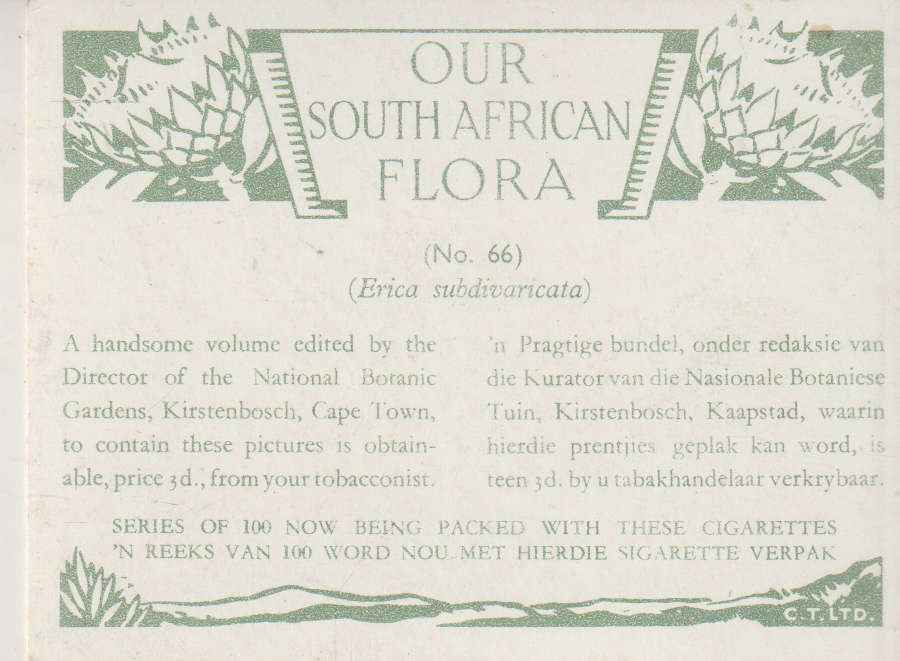 OUR
SOUTH AFRICAN
FLORA
(No. 66)
(Erica subdivaricata)
A handsome volume edited by the
Director of the National Botanic
Gardens, Kirstenbosch, Cape Town,
to contain these pictures is obtain-
able, price 3d., from your tobacconist.
'n Pragtige bundel, onder redaksie van
die Kurator van die Nasionale Botaniese
Tuin, Kirstenbosch, Kaapstad, waarin
hierdie prentjies geplak kan word, is
teen 3d. by u tabakhandelaar verkrybaar.
SERIES OF 100 NOW BEING PACKED WITH THESE CIGARETTES
'N REEKS VAN 100 WORD NOU MET HIERDIE SIGARETTE VERPAK
C.T. LTD.